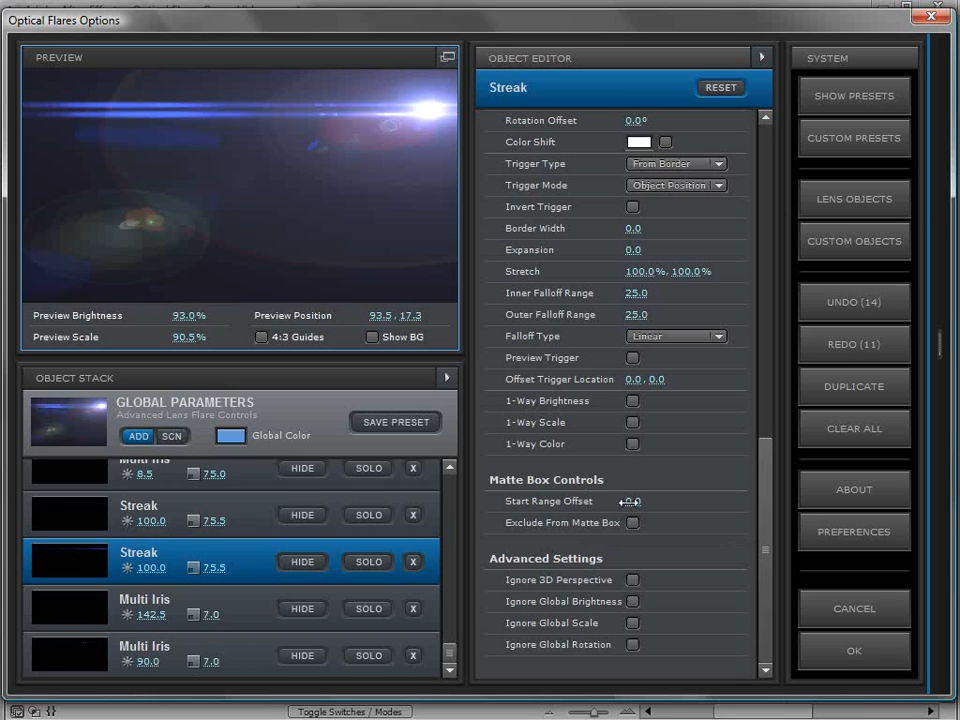 Optical Flares Options
PREVIEW
Preview Brightness 93.0% Preview Position 93.5, 17.3
Preview Scale 90.5% 4:3 Guides Show BG
OBJECT STACK
GLOBAL PARAMETERS
Advanced Lens Flare Controls
SAVE PRESET
ADD SCN Global Color
Multi Iris
8.5 75.0 HIDE SOLO X
Streak
100.0 75.5 HIDE SOLO X
Streak
100.0 75.5 HIDE SOLO X
Multi Iris
142.5 7.0 HIDE SOLO X
Multi Iris
90.0 7.0 HIDE SOLO X
OBJECT EDITOR
Streak RESET
Rotation Offset 0.0°
Color Shift
Trigger Type From Border
Trigger Mode Object Position
Invert Trigger
Border Width 0.0
Expansion 0.0
Stretch 100.0%, 100.0%
Inner Falloff Range 25.0
Outer Falloff Range 25.0
Falloff Type Linear
Preview Trigger
Offset Trigger Location 0.0, 0.0
1-Way Brightness
1-Way Scale
1-Way Color
Matte Box Controls
Start Range Offset
Exclude From Matte Box
Advanced Settings
Ignore 3D Perspective
Ignore Global Brightness
Ignore Global Scale
Ignore Global Rotation
SYSTEM
SHOW PRESETS
CUSTOM PRESETS
LENS OBJECTS
CUSTOM OBJECTS
UNDO (14)
REDO (11)
DUPLICATE
CLEAR ALL
ABOUT
PREFERENCES
CANCEL
OK
Toggle Switches / Modes